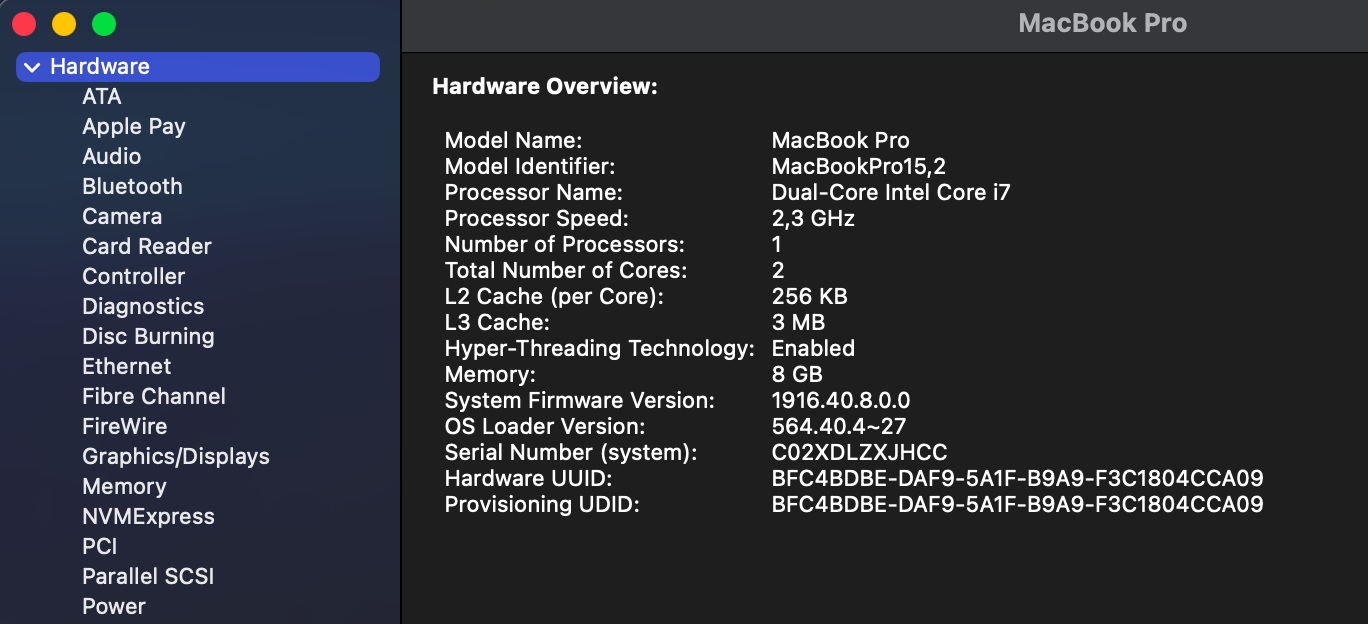 MacBook Pro
Hardware
ATA
Apple Pay
Audio
Bluetooth
Camera
Card Reader
Controller
Diagnostics
Disc Burning
Ethernet
Fibre Channel
FireWire
Graphics/Displays
Memory
NVMExpress
PCI
Parallel SCSI
Power
Hardware Overview:
Model Name: MacBook Pro
Model Identifier: MacBookPro15,2
Processor Name: Dual-Core Intel Core i7
Processor Speed: 2,3 GHz
Number of Processors: 1
Total Number of Cores: 2
L2 Cache (per Core): 256 KB
L3 Cache: 3 MB
Hyper-Threading Technology: Enabled
Memory: 8 GB
System Firmware Version: 1916.40.8.0.0
OS Loader Version: 564.40.4~27
Serial Number (system): C02XDLZXJHCC
Hardware UUID: BFC4BDBE-DAF9-5A1F-B9A9-F3C1804CCA09
Provisioning UDID: BFC4BDBE-DAF9-5A1F-B9A9-F3C1804CCA09